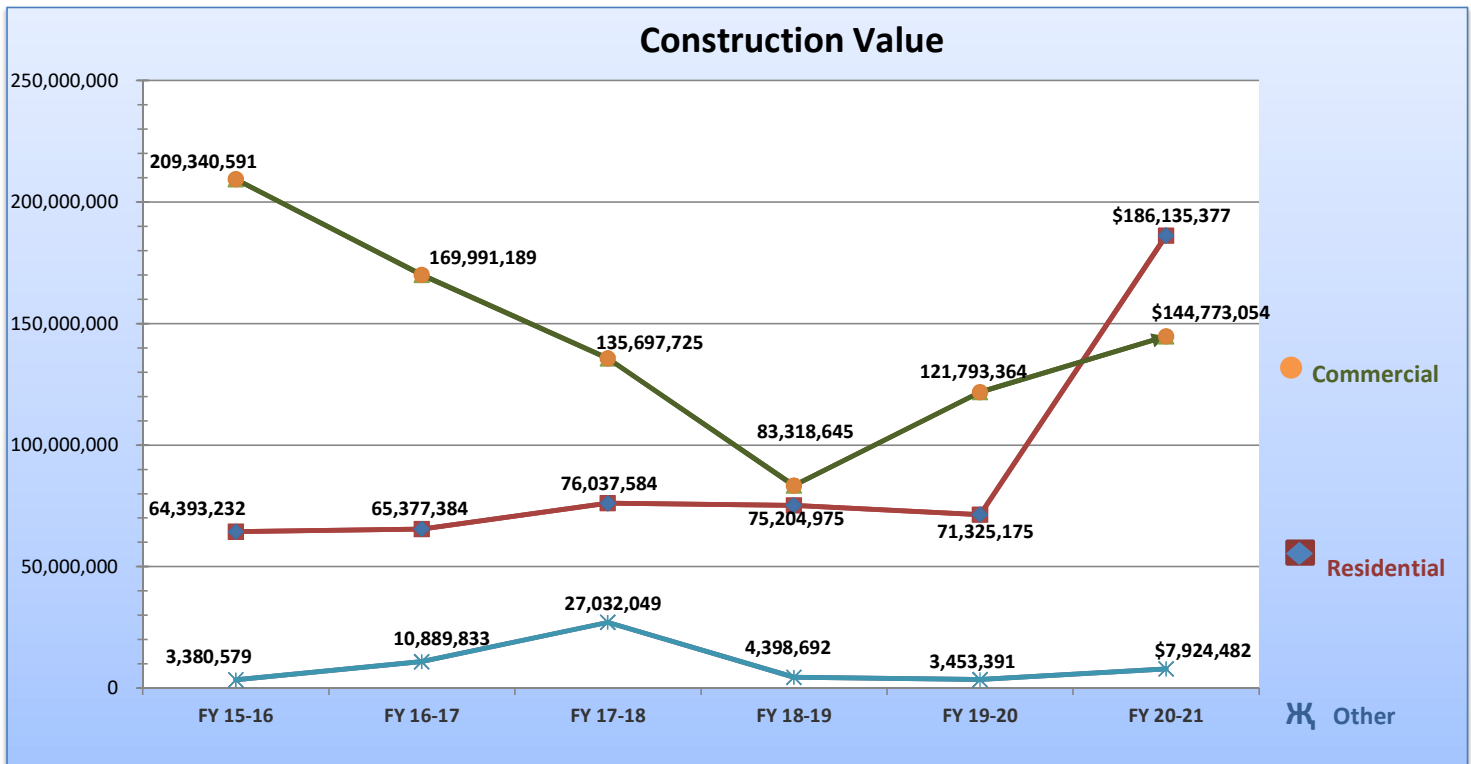 Construction Value
250,000,000
200,000,000
150,000,000
100,000,000
50,000,000
0
209,340,591
169,991,189
135,697,725
83,318,645
121,793,364
$144,773,054
64,393,232
65,377,384
76,037,584
75,204,975
71,325,175
$186,135,377
3,380,579
10,889,833
27,032,049
4,398,692
3,453,391
$7,924,482
FY 15-16
FY 16-17
FY 17-18
FY 18-19
FY 19-20
FY 20-21
Commercial
Residential
Җ Other